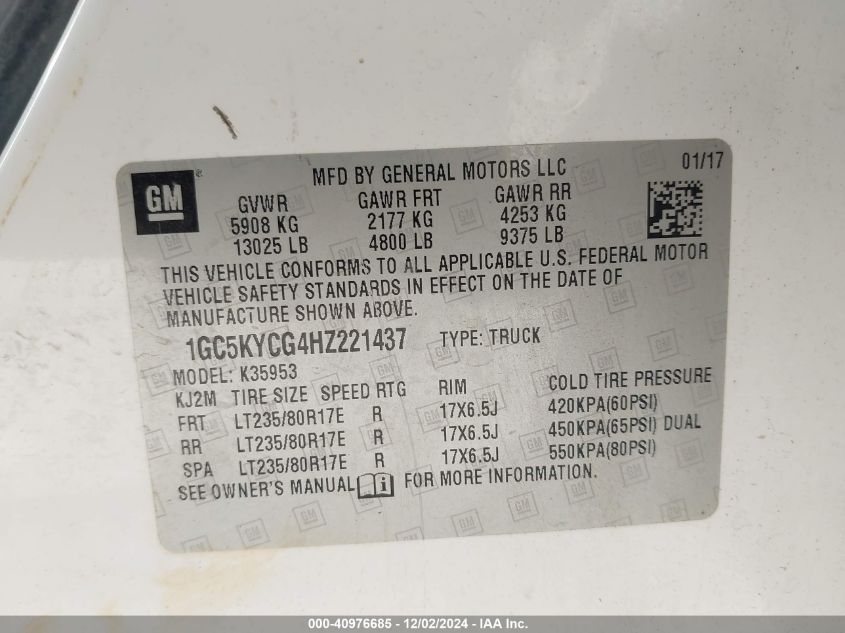 GM ®
MFD BY GENERAL MOTORS LLC 01/17
GVWR GAWR FRT GAWR RR
5908 KG 2177 KG 4253 KG
13025 LB 4800 LB 9375 LB
THIS VEHICLE CONFORMS TO ALL APPLICABLE U.S. FEDERAL MOTOR
VEHICLE SAFETY STANDARDS IN EFFECT ON THE DATE OF
MANUFACTURE SHOWN ABOVE.
1GC5KYCG4HZ221437 TYPE: TRUCK
MODEL: K35953
KJ2M TIRE SIZE SPEED RTG RIM COLD TIRE PRESSURE
FRT LT235/80R17E R 17X6.5J 420KPA(60PSI)
RR LT235/80R17E R 17X6.5J 450KPA(65PSI) DUAL
SPA LT235/80R17E R 17X6.5J 550KPA(80PSI)
SEE OWNER'S MANUAL i FOR MORE INFORMATION.
000-40976685 - 12/02/2024 - IAA Inc.